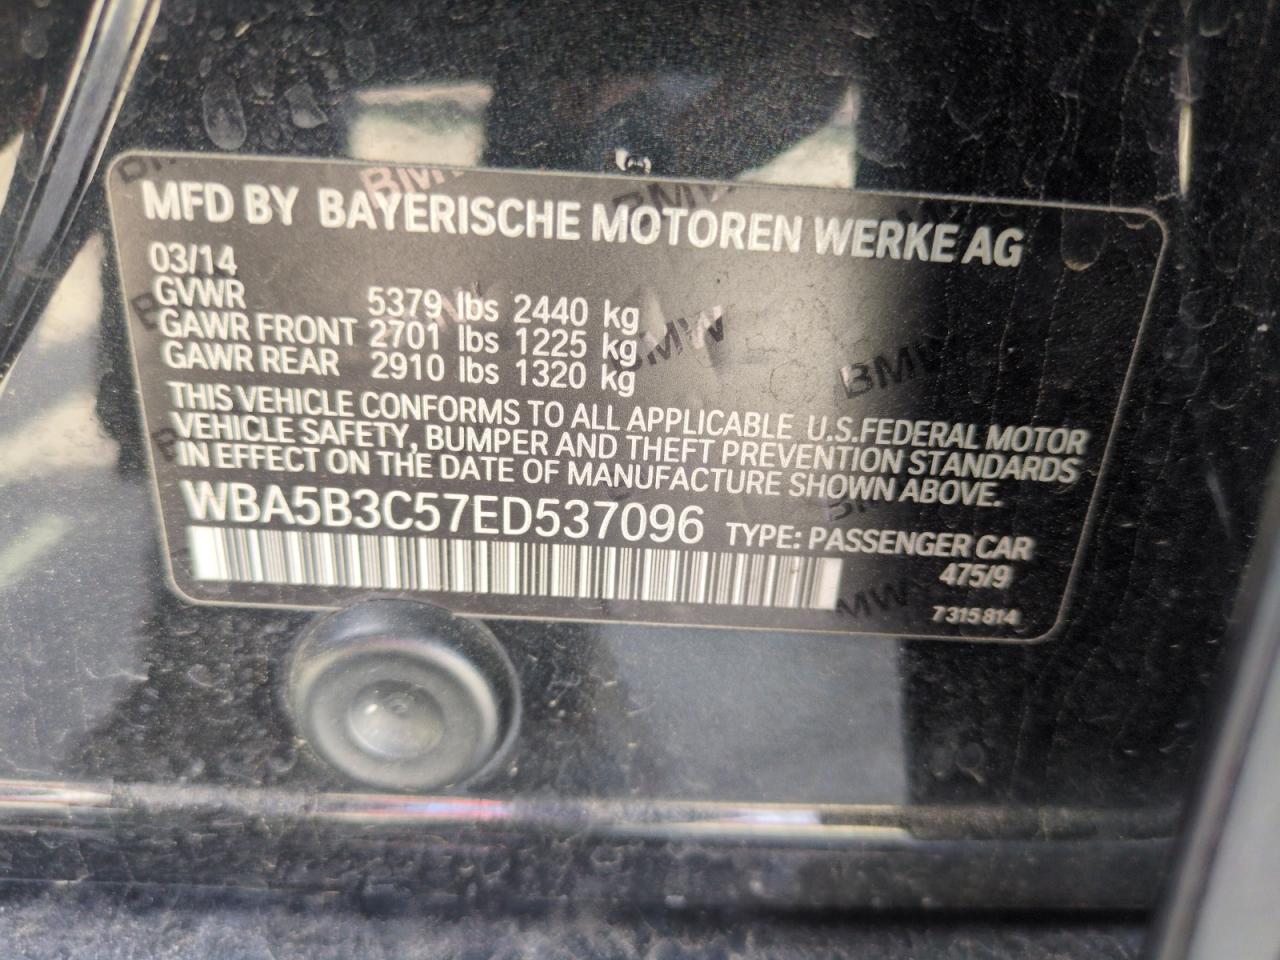 MFD BY BAYERISCHE MOTOREN WERKE AG
03/14
GVWR 5379 lbs 2440 kg
GAWR FRONT 2701 lbs 1225 kg
GAWR REAR 2910 lbs 1320 kg
THIS VEHICLE CONFORMS TO ALL APPLICABLE U.S.FEDERAL MOTOR
VEHICLE SAFETY, BUMPER AND THEFT PREVENTION STANDARDS
IN EFFECT ON THE DATE OF MANUFACTURE SHOWN ABOVE.
WBA5B3C57ED537096 TYPE: PASSENGER CAR
475/9
7 315 814